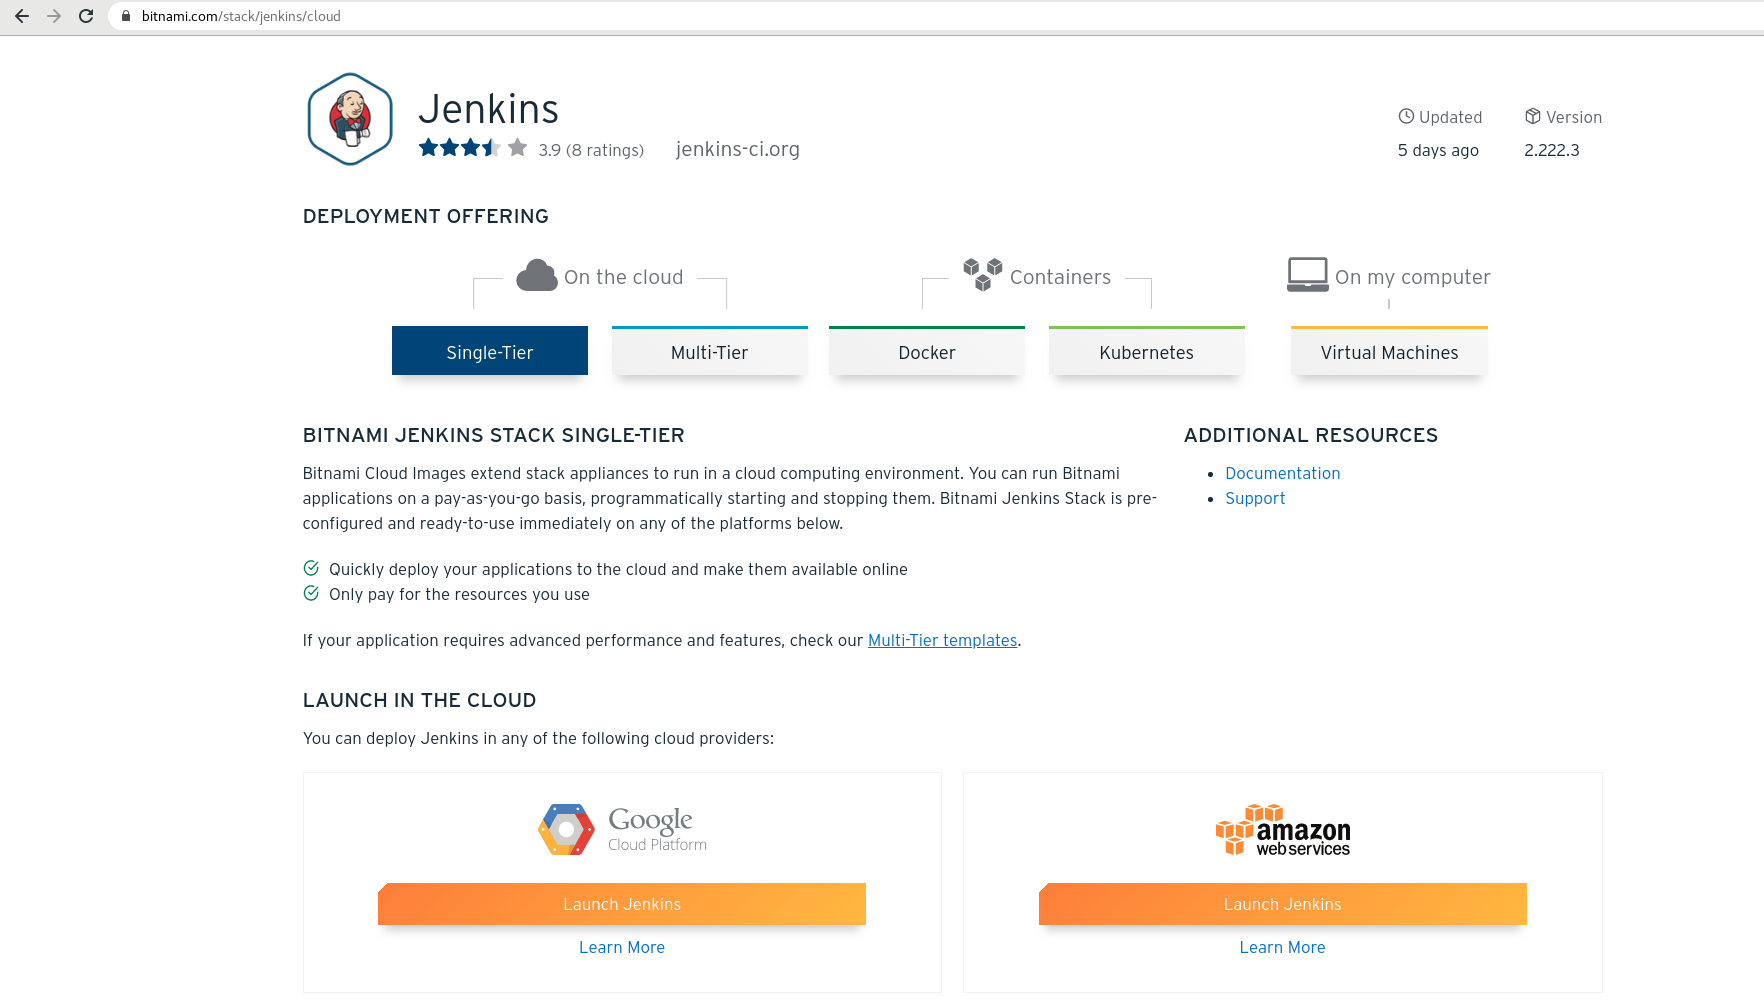 bitnami.com/stack/jenkins/cloud
Jenkins
3.9 (8 ratings) jenkins-ci.org
Updated Version
5 days ago 2.222.3
DEPLOYMENT OFFERING
On the cloud Containers On my computer
Single-Tier Multi-Tier Docker Kubernetes Virtual Machines
BITNAMI JENKINS STACK SINGLE-TIER
Bitnami Cloud Images extend stack appliances to run in a cloud computing environment. You can run Bitnami
applications on a pay-as-you-go basis, programmatically starting and stopping them. Bitnami Jenkins Stack is pre-
configured and ready-to-use immediately on any of the platforms below.
Quickly deploy your applications to the cloud and make them available online
Only pay for the resources you use
If your application requires advanced performance and features, check our Multi-Tier templates.
ADDITIONAL RESOURCES
Documentation
Support
LAUNCH IN THE CLOUD
You can deploy Jenkins in any of the following cloud providers:
Google
Cloud Platform
Launch Jenkins
Learn More
amazon
web services
Launch Jenkins
Learn More